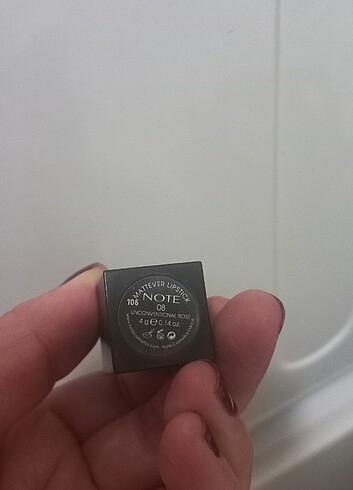 MATTEVER LIPSTICK
106
NOTE
08
UNCONVENTIONAL ROSE
4 g ℮ 0.14 oz.